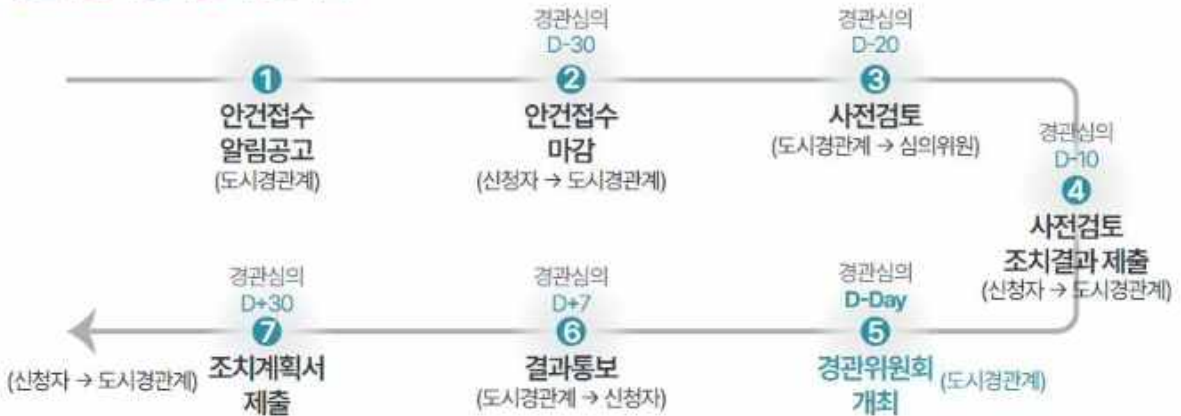 1
안건접수
알림공고
(도시경관계)
경관심의
D-30
2
안건접수
마감
(신청자 → 도시경관계)
경관심의
D-20
3
사전검토
(도시경관계 → 심의위원)
경관심의
D-10
4
사전검토
조치결과 제출
(신청자 → 도시경관계)
경관심의
D-Day
5
경관위원회
개최
(도시경관계)
경관심의
D+7
6
결과통보
(도시경관계 → 신청자)
경관심의
D+30
7
조치계획서
제출
(신청자 → 도시경관계)